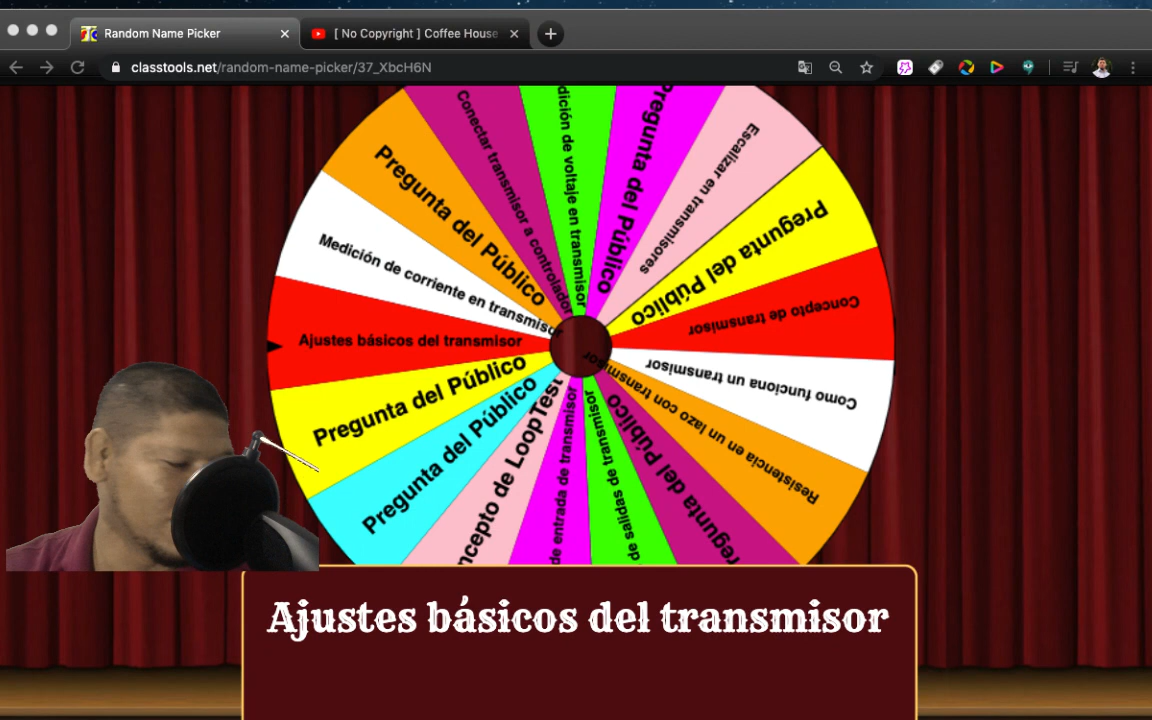 Random Name Picker
[ No Copyright ] Coffee House
classtools.net/random-name-picker/37_XbcH6N
Conectar transmisor a controlador
dición de voltaje en transmisor
Pregunta del Público
Escalizar en transmisores
Pregunta del Público
Pregunta del Público
Medición de corriente en transmisor
Concepto de transmisor
Ajustes básicos del transmisor
Como funciona un transmisor
Pregunta del Público
Resistencia en un lazo con transmisor
Pregunta del Público
ncepto de LoopTest
de entrada de transmisor
de salidas de transmisor
regunta del Público
Ajustes básicos del transmisor